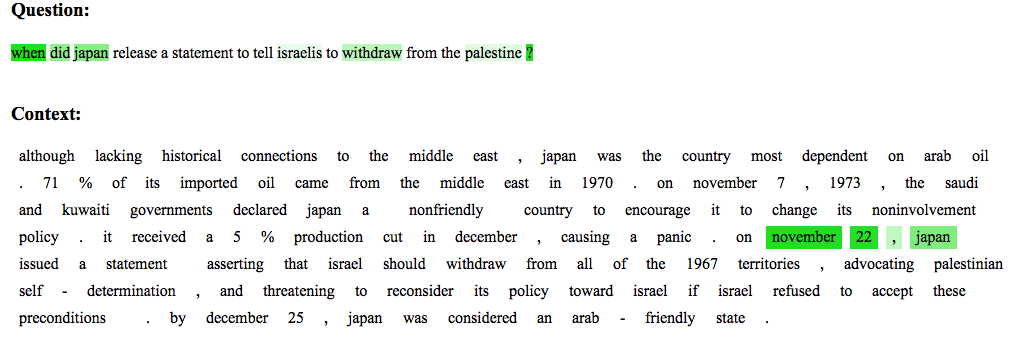 Question:
when did japan release a statement to tell israelis to withdraw from the palestine ?
Context:
although lacking historical connections to the middle east , japan was the country most dependent on arab oil
. 71 % of its imported oil came from the middle east in 1970 . on november 7 , 1973 , the saudi
and kuwaiti governments declared japan a nonfriendly country to encourage it to change its noninvolvement
policy . it received a 5 % production cut in december , causing a panic . on november 22 , japan
issued a statement asserting that israel should withdraw from all of the 1967 territories , advocating palestinian
self - determination , and threatening to reconsider its policy toward israel if israel refused to accept these
preconditions . by december 25 , japan was considered an arab - friendly state .